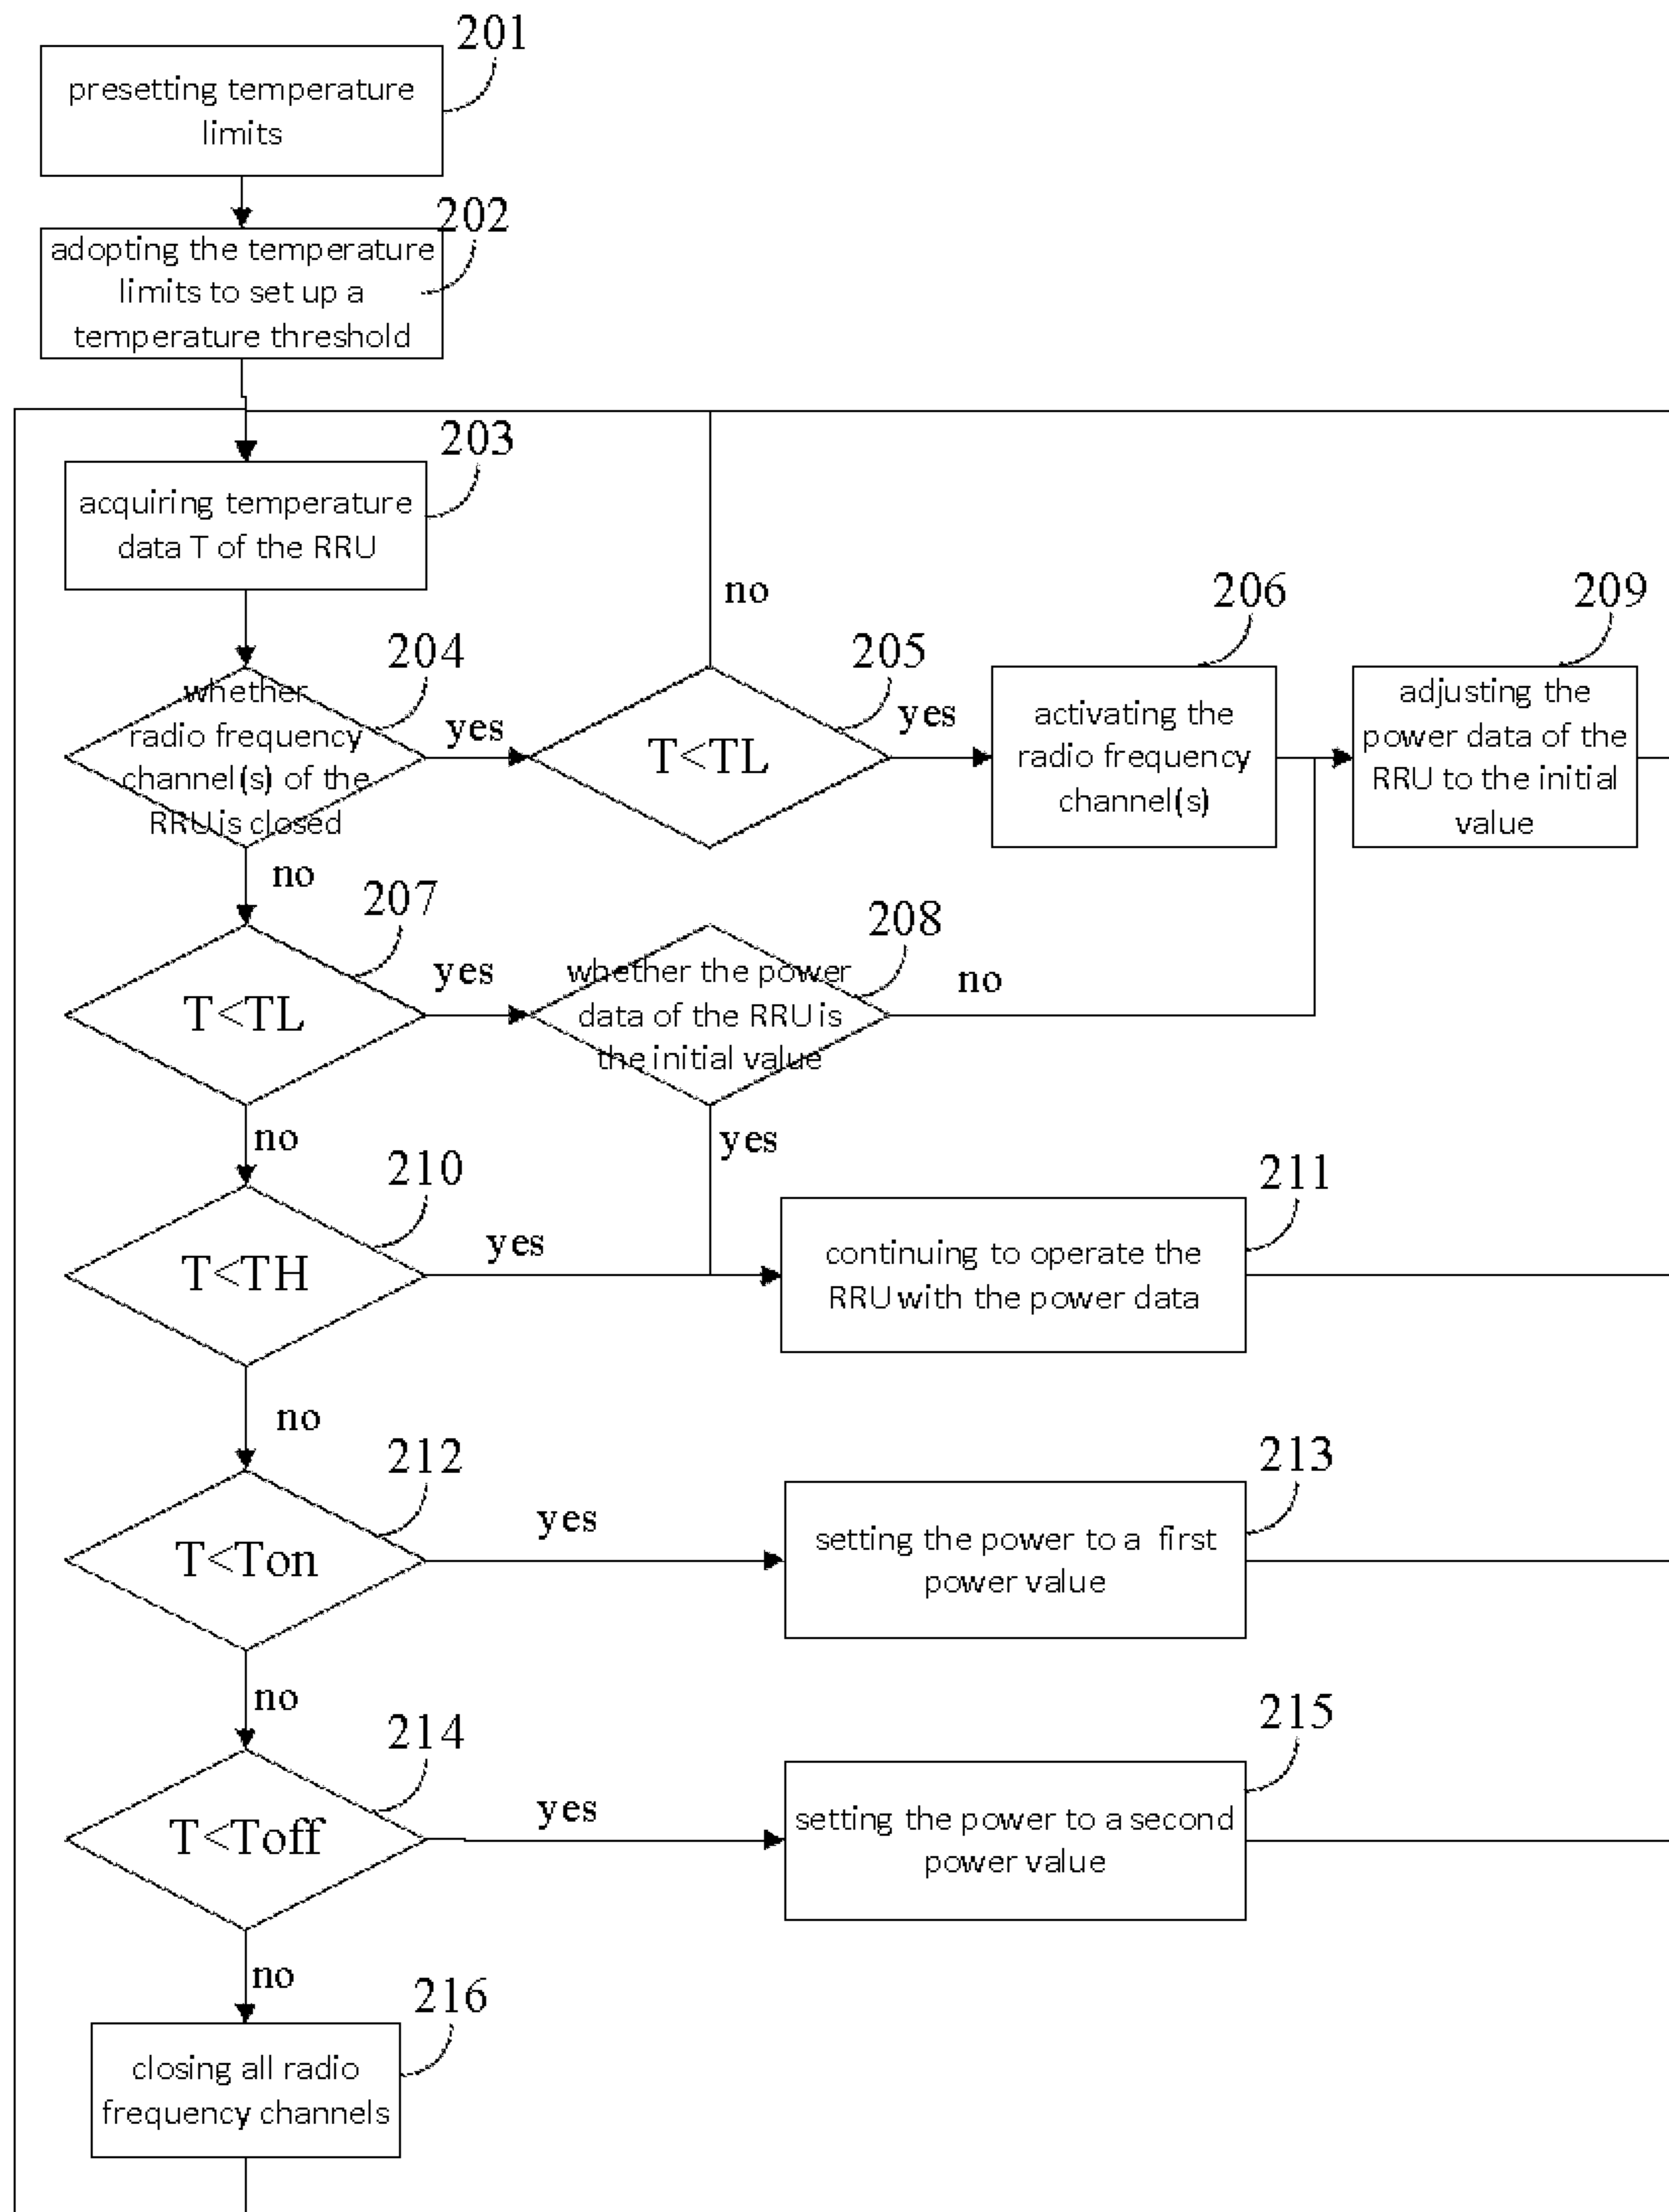 201
presetting temperature
limits
202
adopting the temperature
limits to set up a
temperature threshold
203
acquiring temperature
data T of the RRU
no
204
whether
radio frequency
channel(s) of the
RRU is closed
yes
205
T<TL
yes
206
activating the
radio frequency
channel(s)
209
adjusting the
power data of the
RRU to the initial
value
no
207
T<TL
yes
208
whether the power
data of the RRU is
the initial value
no
no
yes
210
T<TH
yes
211
continuing to operate the
RRU with the power data
no
212
T<Ton
yes
213
setting the power to a first
power value
no
214
T<Toff
yes
215
setting the power to a second
power value
no
216
closing all radio
frequency channels